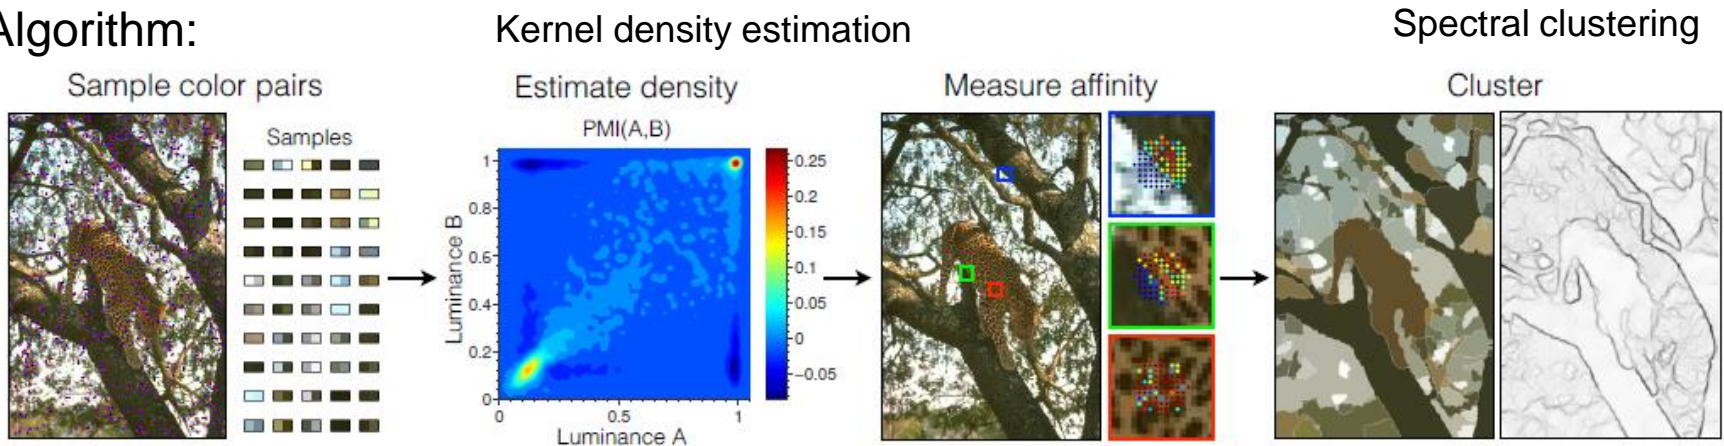 Algorithm:
Kernel density estimation
Spectral clustering
Sample color pairs
Estimate density
Measure affinity
Cluster
Samples
PMI(A,B)
Luminance B
1
0.8
0.6
0.4
0.2
0
0
0.5
1
Luminance A
0.25
0.2
0.15
0.1
0.05
0
-0.05